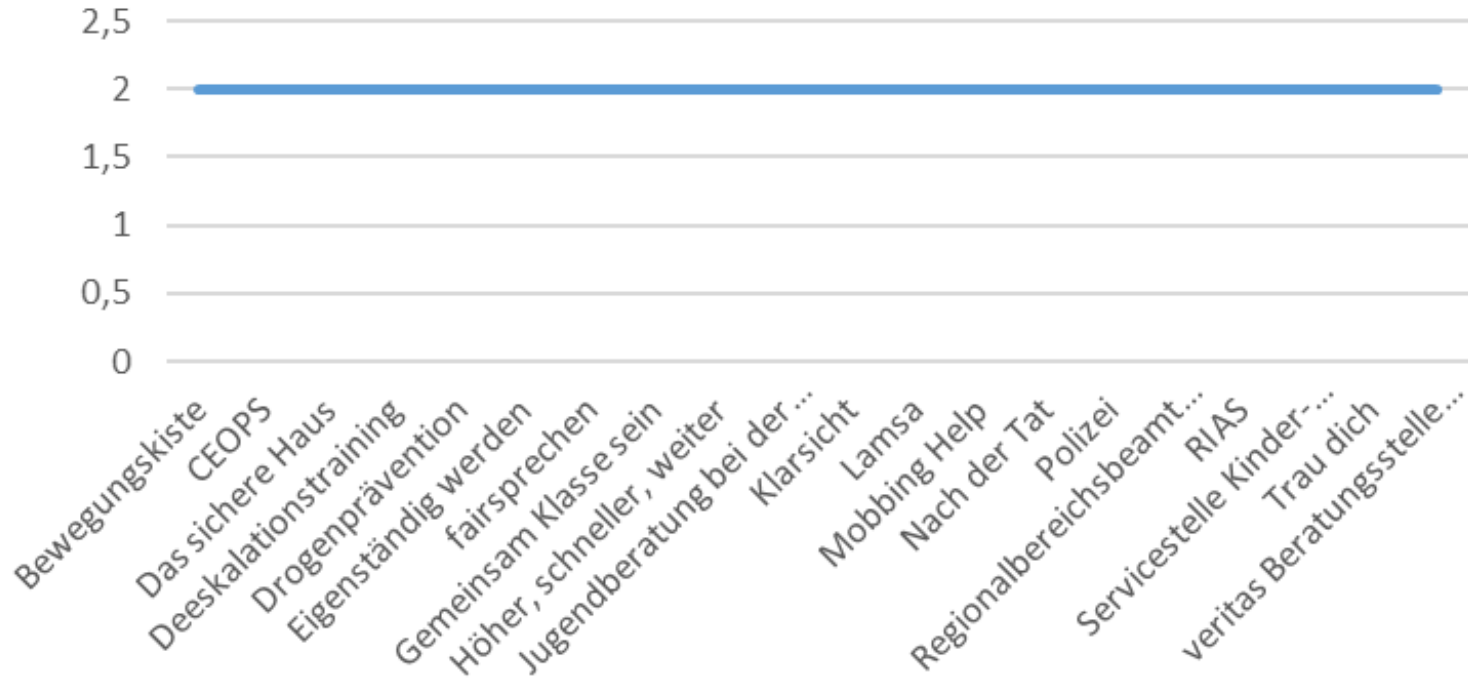 2,5
2
1,5
1
0,5
0
Bewegungskiste
CEOPS
Das sichere Haus
Deeskalationstraining
Drogenprävention
Eigenständig werden
fairsprechen
Gemeinsam Klasse sein
Höher, schneller, weiter
Jugendberatung bei der ...
Klarsicht
Lamsa
Mobbing Help
Nach der Tat
Polizei
Regionalbereichsbeamt...
RIAS
Servicestelle Kinder-...
Trau dich
veritas Beratungsstelle...